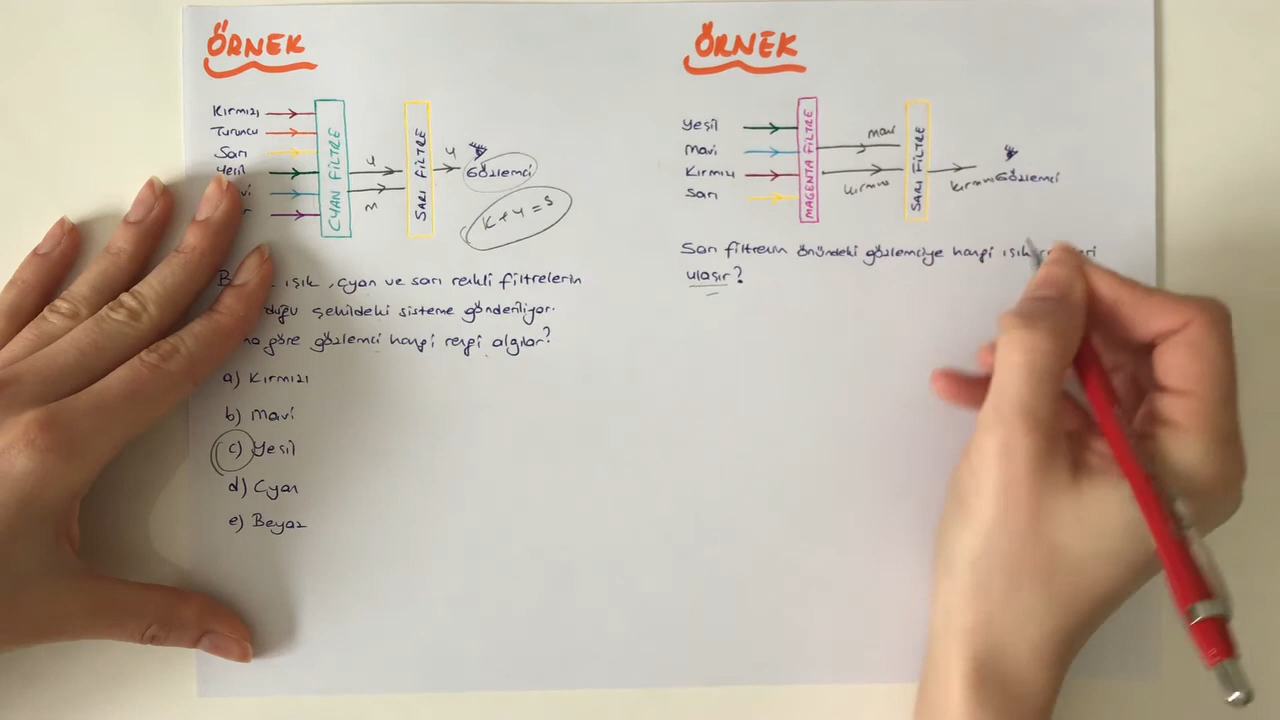 ÖRNEK
Kırmızı
Turuncu
Sarı
Yeşil
CYAN FİLTRE
Y
M
SARI FİLTRE
Y
Gözlemci
K + Y = S
ışık, cyan ve sarı renkli filtrelerin
şekildeki sisteme gönderiliyor.
göre gözlemci hangi rengi algılar?
a) Kırmızı
b) Mavi
c) Yeşil
d) Cyan
e) Beyaz
ÖRNEK
Yeşil
Mavi
Kırmızı
Sarı
MAGENTA FİLTRE
mavi
kırmızı
SARI FİLTRE
kırmızı
Gözlemci
Sarı filtrenin önündeki gözlemciye hangi ışık
ulaşır?